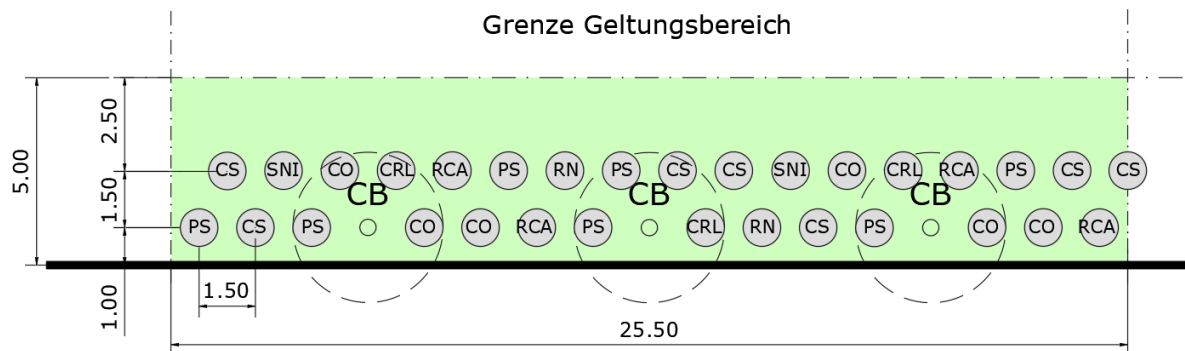 Grenze Geltungsbereich
5.00
2.50
CS SNI CO CRL RCA PS RN PS CS CS SNI CO CRL RCA PS CS CS
CB CB CB
1.50
PS CS PS CO CO RCA PS CRL RN CS PS CO CO RCA
1.00
1.50
25.50